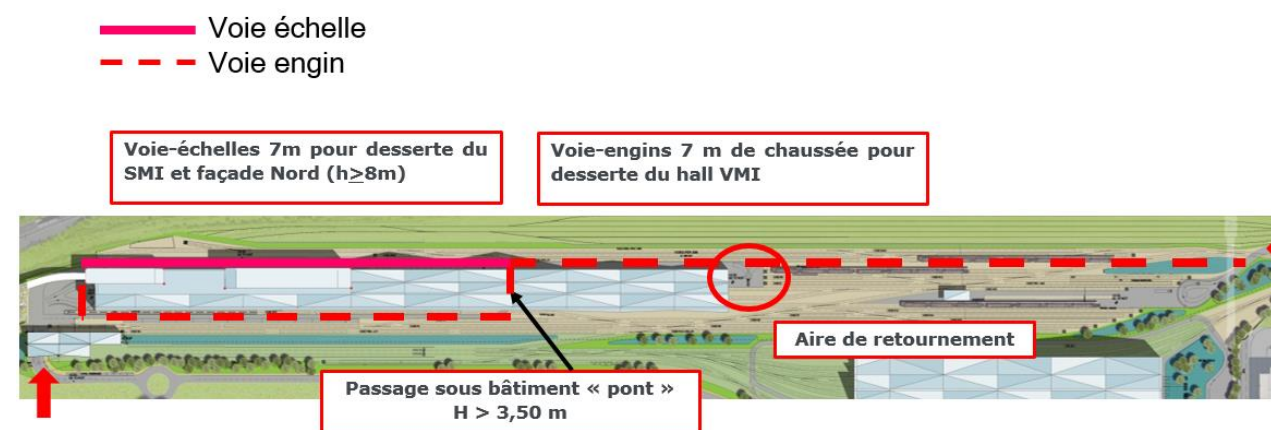 Voie échelle
Voie engin
Voie-échelles 7m pour desserte du
SMI et façade Nord (h≥8m)
Voie-engins 7 m de chaussée pour
desserte du hall VMI
Aire de retournement
Passage sous bâtiment « pont »
H > 3,50 m